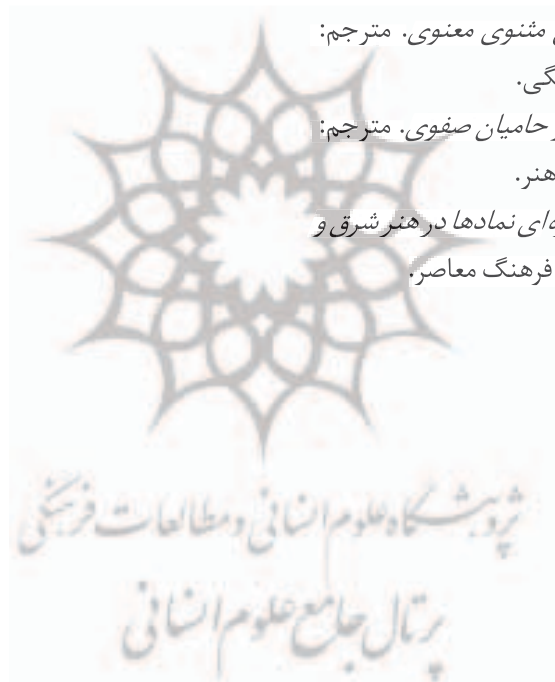 مثنوی معنوی. مترجم:
گی.
حامیان صفوی. مترجم:
هنر.
ای نمادها در هنر شرق و
فرهنگ معاصر.
پژوهشگاه علوم انسانی و مطالعات فرهنگی
پرتال جامع علوم انسانی